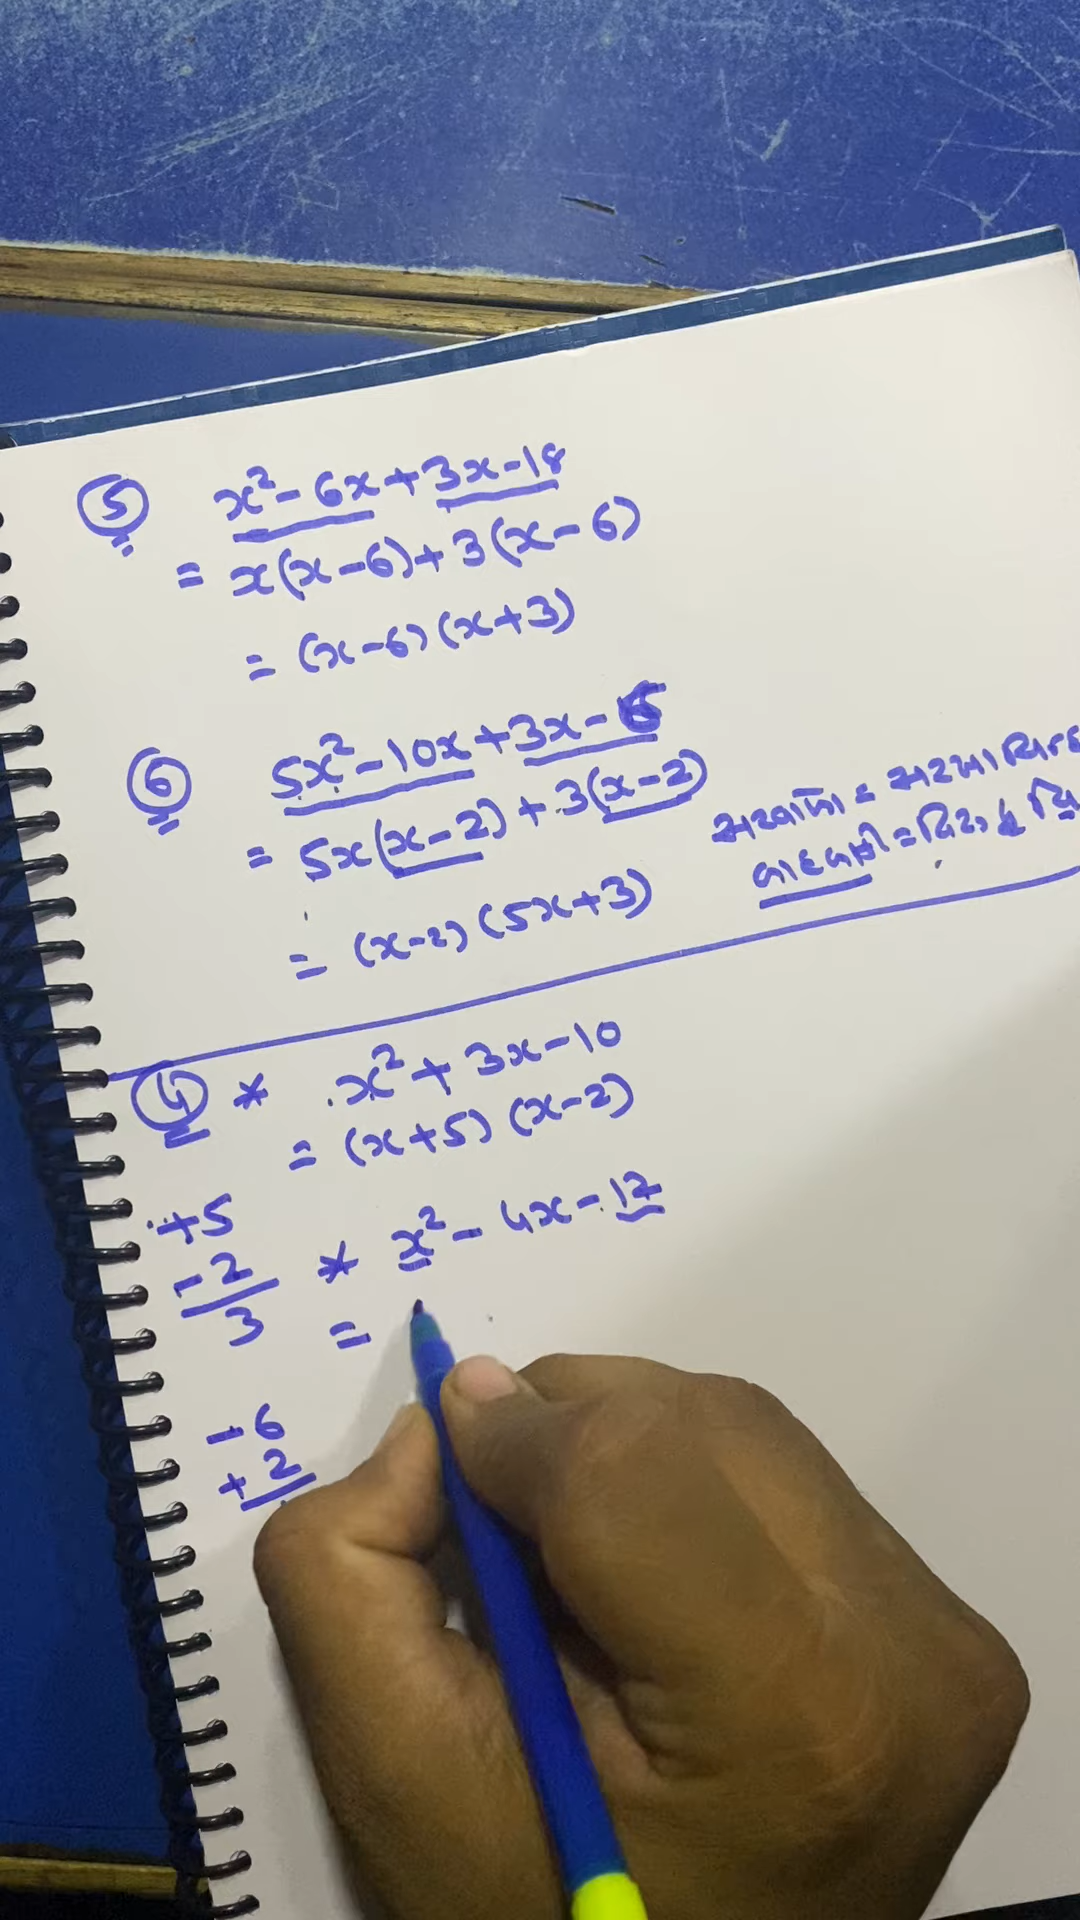 5 x² - 6x + 3x - 18
= x(x - 6) + 3(x - 6)
= (x - 6) (x + 3)
6 5x² - 10x + 3x - 6
= 5x(x - 2) + 3(x - 2)
= (x - 2) (5x + 3)
= સરખા
=
* x² + 3x - 10
= (x + 5) (x - 2)
+5
-2
3
* x² - 4x - 12
=
-6
+2